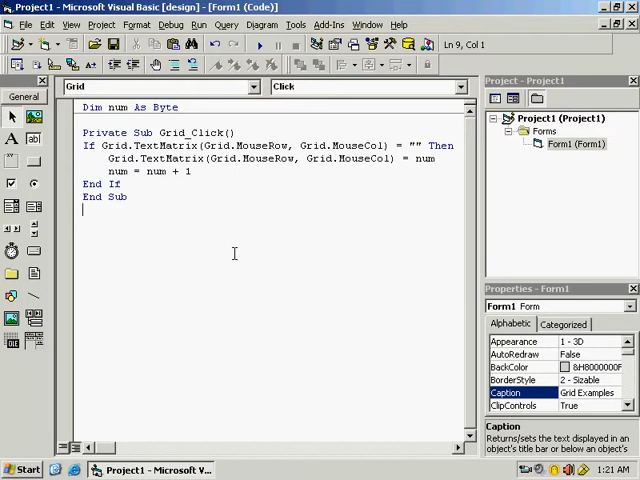 Project1 - Microsoft Visual Basic [design] - [Form1 (Code)]
File Edit View Project Format Debug Run Query Diagram Tools Add-Ins Window Help
Ln 9, Col 1
General
Grid
Click
Dim num As Byte
Private Sub Grid_Click()
If Grid.TextMatrix(Grid.MouseRow, Grid.MouseCol) = "" Then
Grid.TextMatrix(Grid.MouseRow, Grid.MouseCol) = num
num = num + 1
End If
End Sub
Project - Project1
Project1 (Project1)
Forms
Form1 (Form1)
Properties - Form1
Form1 Form
Alphabetic Categorized
Appearance 1 - 3D
AutoRedraw False
BackColor &H8000000F
BorderStyle 2 - Sizable
Caption Grid Examples
ClipControls True
Caption
Returns/sets the text displayed in an
object's title bar or below an object's
Start
Project1 - Microsoft V...
1:21 AM